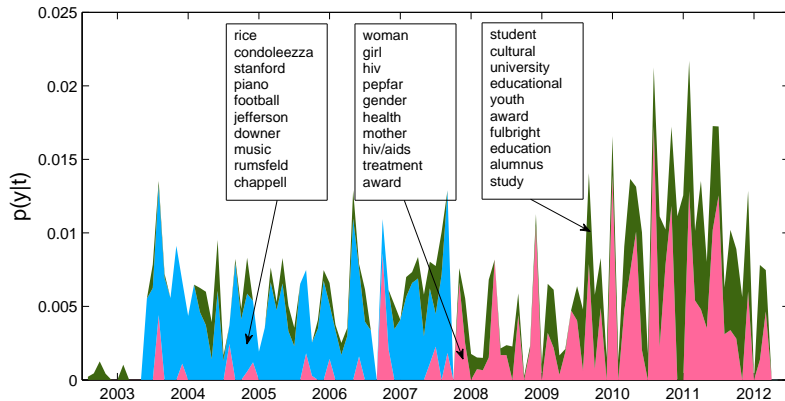 0.025
0.02
0.015
0.01
0.005
0
p(y|t)
rice
condoleezza
stanford
piano
football
jefferson
downer
music
rumsfeld
chappell
woman
girl
hiv
pepfar
gender
health
mother
hiv/aids
treatment
award
student
cultural
university
educational
youth
award
fulbright
education
alumnus
study
2003 2004 2005 2006 2007 2008 2009 2010 2011 2012